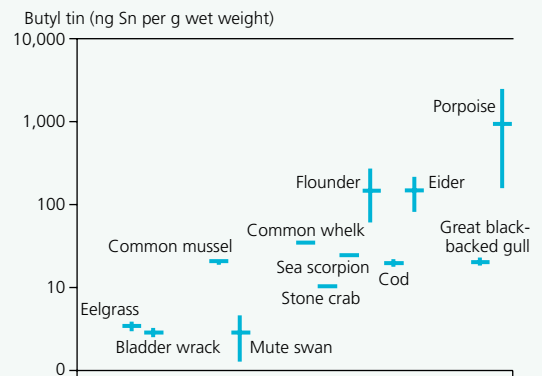 Butyl tin (ng Sn per g wet weight)
10,000
Porpoise
1,000
Flounder
Eider
100
Common whelk
Great black-
backed gull
Common mussel
Sea scorpion
Cod
Stone crab
10
Eelgrass
Bladder wrack
Mute swan
0